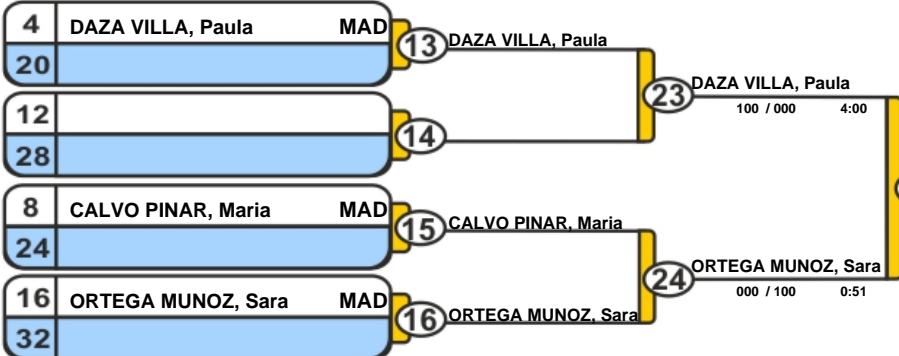 4 DAZA VILLA, Paula MAD
20
13 DAZA VILLA, Paula
12
28
14
23 DAZA VILLA, Paula
100 / 000 4:00
8 CALVO PINAR, Maria MAD
24
15 CALVO PINAR, Maria
16 ORTEGA MUNOZ, Sara MAD
32
16 ORTEGA MUNOZ, Sara
24 ORTEGA MUNOZ, Sara
000 / 100 0:51